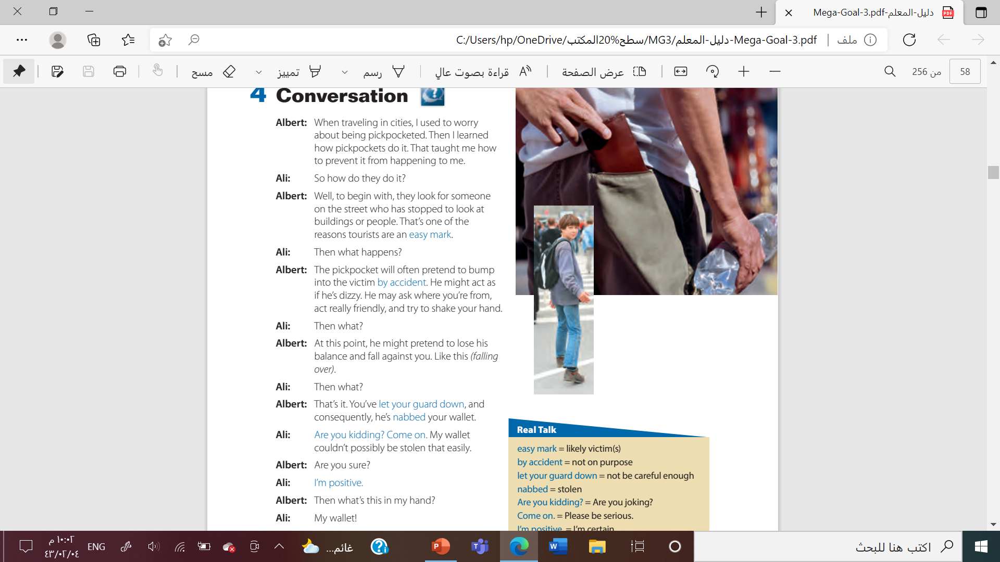 دليل-المعلم-Mega-Goal-3.pdf
ملف
C:/Users/hp/OneDrive/سطح%20المكتب/MG3/دليل-المعلم-Mega-Goal-3.pdf
58
من 256
عرض الصفحة
قراءة بصوت عالٍ
رسم
تمييز
مسح
4 Conversation
Albert: When traveling in cities, I used to worry
about being pickpocketed. Then I learned
how pickpockets do it. That taught me how
to prevent it from happening to me.
Ali: So how do they do it?
Albert: Well, to begin with, they look for someone
on the street who has stopped to look at
buildings or people. That's one of the
reasons tourists are an easy mark.
Ali: Then what happens?
Albert: The pickpocket will often pretend to bump
into the victim by accident. He might act as
if he's dizzy. He may ask where you're from,
act really friendly, and try to shake your hand.
Ali: Then what?
Albert: At this point, he might pretend to lose his
balance and fall against you. Like this (falling
over).
Ali: Then what?
Albert: That's it. You've let your guard down, and
consequently, he's nabbed your wallet.
Ali: Are you kidding? Come on. My wallet
couldn't possibly be stolen that easily.
Albert: Are you sure?
Ali: I'm positive.
Albert: Then what's this in my hand?
Ali: My wallet!
Real Talk
easy mark = likely victim(s)
by accident = not on purpose
let your guard down = not be careful enough
nabbed = stolen
Are you kidding? = Are you joking?
Come on. = Please be serious.
I'm positive. = I'm certain
اكتب هنا للبحث
غائم...
ENG
١٠:٠٢ م
٤٣/٠٢/٠٤